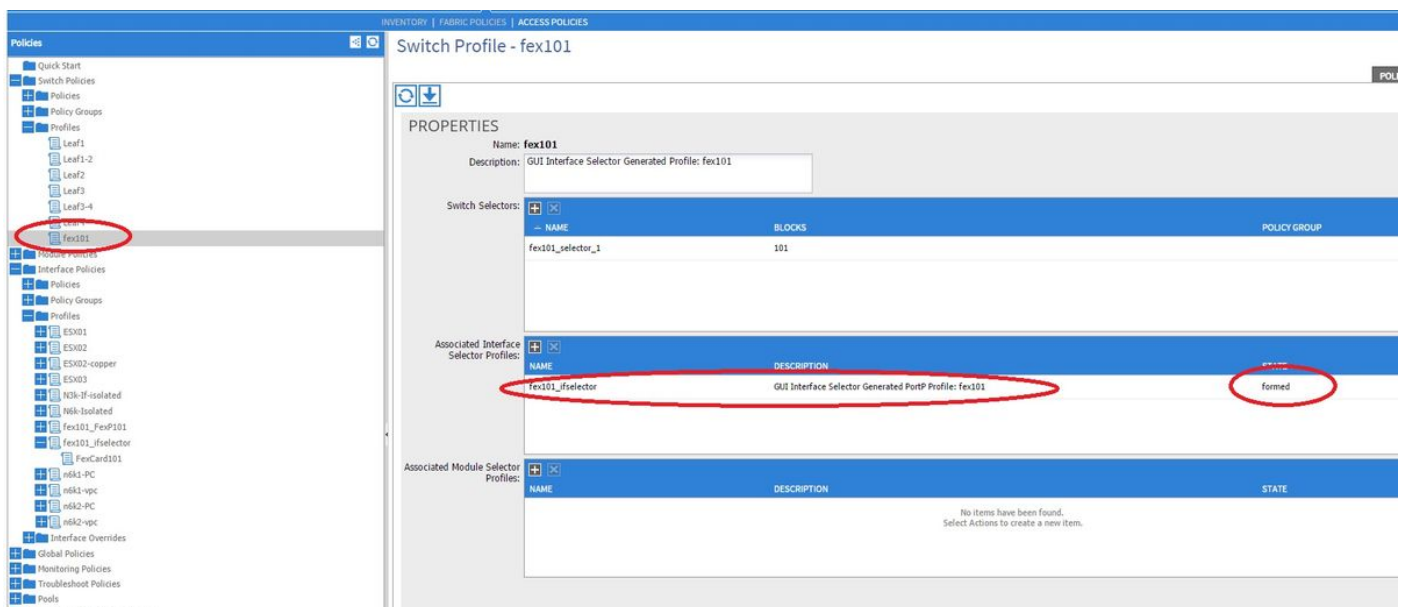 INVENTORY | FABRIC POLICIES | ACCESS POLICIES
Policies
Quick Start
Switch Policies
Policies
Policy Groups
Profiles
Leaf1
Leaf1-2
Leaf2
Leaf3
Leaf3-4
fex101
Module Policies
Interface Policies
Policies
Policy Groups
Profiles
ESX01
ESX02
ESX02-copper
ESX03
N3k-If-isolated
N6k-Isolated
fex101_FexP101
fex101_ifselector
FexCard101
n6k1-PC
n6k1-vpc
n6k2-PC
n6k2-vpc
Interface Overrides
Global Policies
Monitoring Policies
Troubleshoot Policies
Pools
Switch Profile - fex101
POLI
PROPERTIES
Name: fex101
Description: GUI Interface Selector Generated Profile: fex101
Switch Selectors:
NAME BLOCKS POLICY GROUP
fex101_selector_1 101
Associated Interface
Selector Profiles:
NAME DESCRIPTION STATE
fex101_ifselector GUI Interface Selector Generated PortP Profile: fex101 formed
Associated Module Selector
Profiles:
NAME DESCRIPTION STATE
No items have been found.
Select Actions to create a new item.